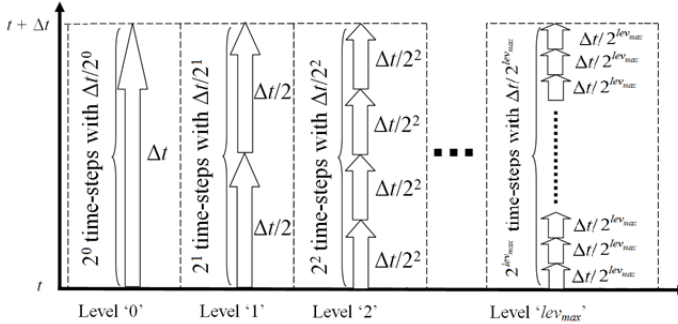 t + Δt
2^0 time-steps with Δt/2^0
Δt
2^1 time-steps with Δt/2^1
Δt/2
Δt/2
2^2 time-steps with Δt/2^2
Δt/2^2
Δt/2^2
Δt/2^2
Δt/2^2
2^lev_max time-steps with Δt/2^lev_max
Δt/2^lev_max
Δt/2^lev_max
Δt/2^lev_max
Δt/2^lev_max
Δt/2^lev_max
Δt/2^lev_max
t
Level ‘0’
Level ‘1’
Level ‘2’
Level ‘lev_max’